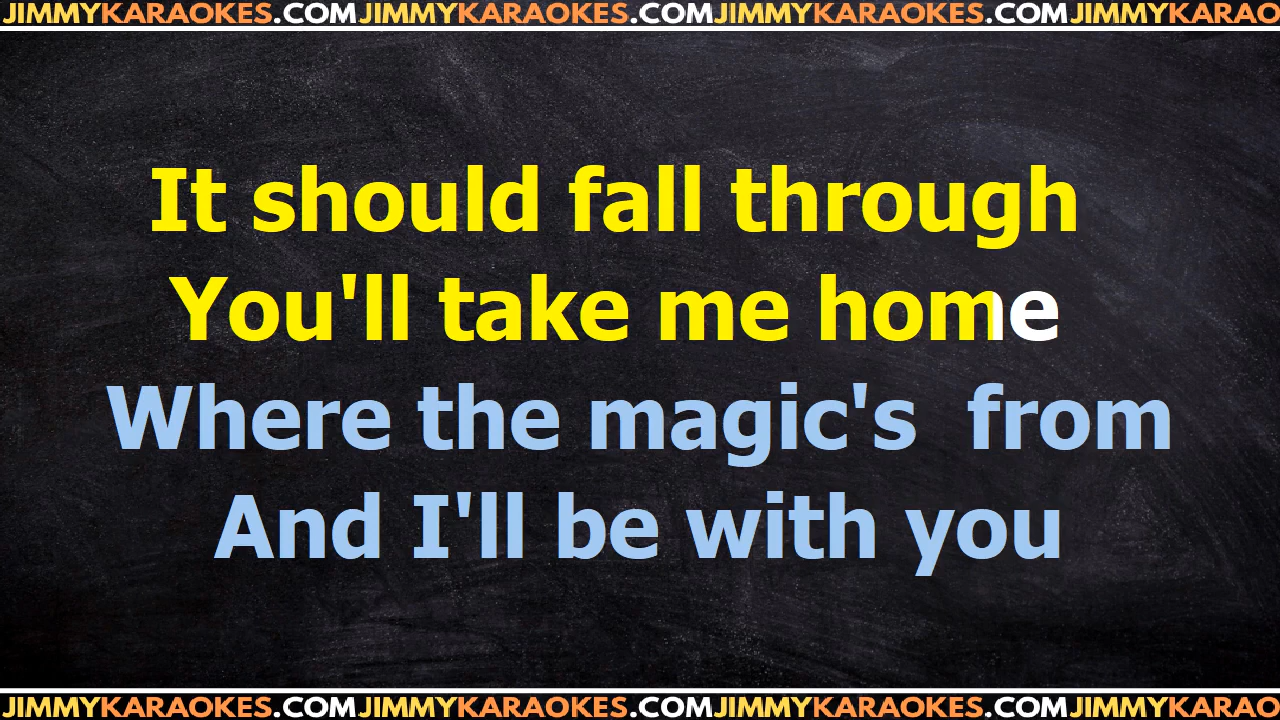 JIMMYKARAOKES.COMJIMMYKARAOKES.COMJIMMYKARAOKES.COMJIMMYKARAO
It should fall through
You'll take me home
Where the magic's  from
And I'll be with you
JIMMYKARAOKES.COMJIMMYKARAOKES.COMJIMMYKARAOKES.COMJIMMYKARAO